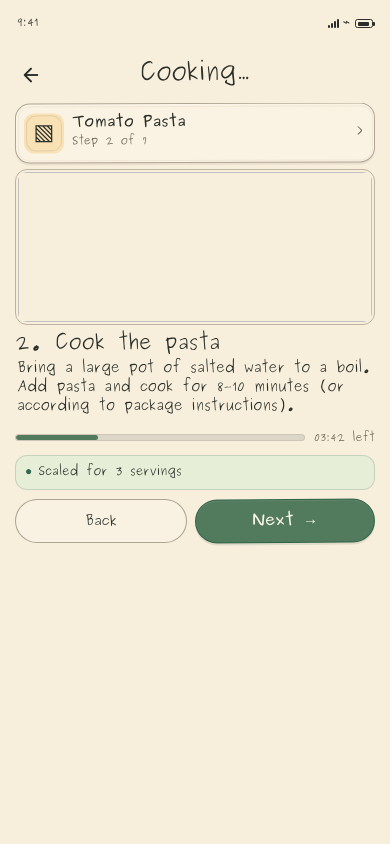 9:41
Cooking…
Tomato Pasta
Step 2 of 7
2. Cook the pasta
Bring a large pot of salted water to a boil.
Add pasta and cook for 8–10 minutes (or
according to package instructions).
03:42 left
Scaled for 3 servings
Back
Next →